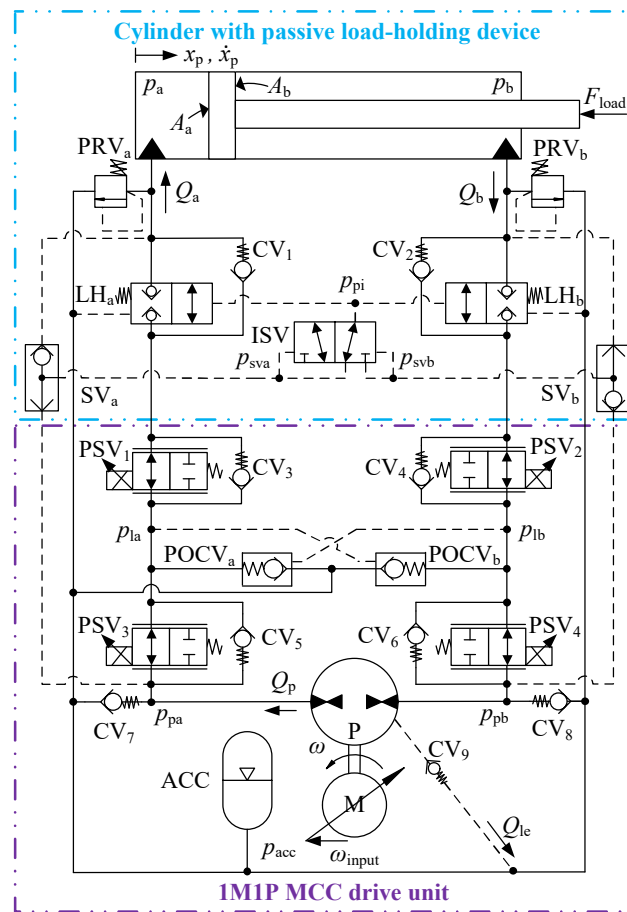 Cylinder with passive load-holding device
x_p , ẋ_p
p_a
A_b
p_b
F_load
A_a
PRV_a
PRV_b
Q_a
Q_b
CV_1
CV_2
LH_a
p_pi
LH_b
ISV
p_sva
p_svb
SV_a
SV_b
PSV_1
CV_3
CV_4
PSV_2
p_la
p_lb
POCV_a
POCV_b
PSV_3
CV_5
CV_6
PSV_4
Q_p
CV_7
p_pa
P
p_pb
CV_8
ACC
ω
CV_9
M
Q_le
p_acc
ω_input
1M1P MCC drive unit